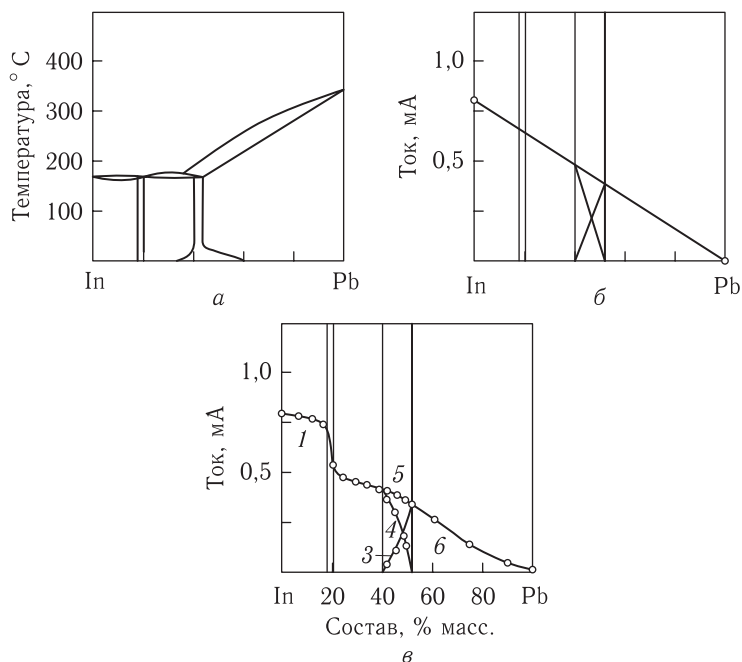 Температура,° С
400
300
200
100
In
Pb
а
Ток, мА
1,0
0,5
In
Pb
б
Ток, мА
1,0
0,5
1
5
4
3
6
In 20 40 60 80 Pb
Состав, % масс.
в